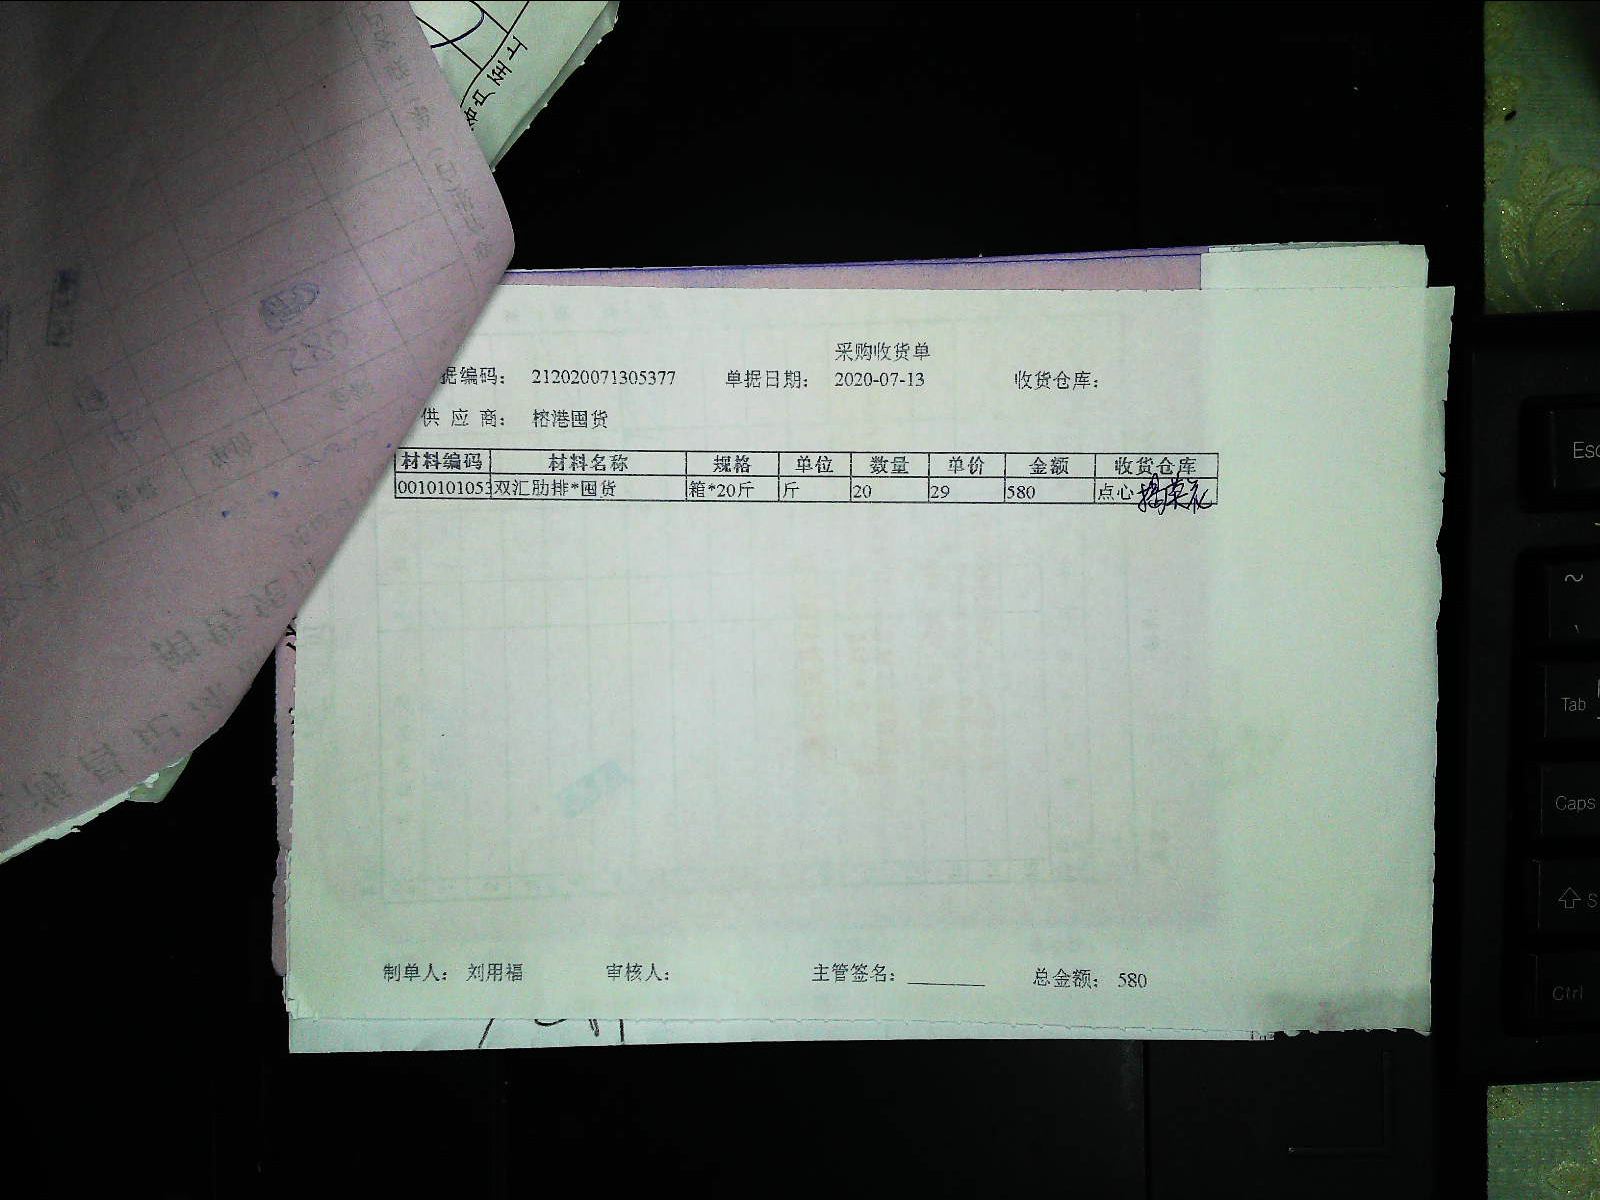 采购收货单
据编码： 212020071305377 单据日期： 2020-07-13 收货仓库：
供 应 商： 榕港囤货
材料编码 材料名称 规格 单位 数量 单价 金额 收货仓库
0010101053 双汇肋排*囤货 箱*20斤 斤 20 29 580 点心
制单人： 刘用福 审核人： 主管签名： 总金额： 580
Esc
~
Tab
Caps
Ctrl